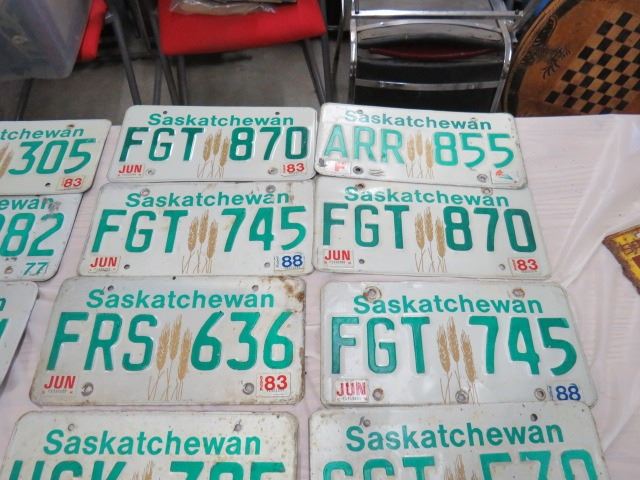 Saskatchewan
305
83
Saskatchewan
FGT 870
JUN 83
Saskatchewan
ARR 855
982
77
Saskatchewan
FGT 745
JUN 88
Saskatchewan
FGT 870
JUN 83
Saskatchewan
FRS 636
JUN 83
Saskatchewan
FGT 745
JUN 88
Saskatchewan
Saskatchewan